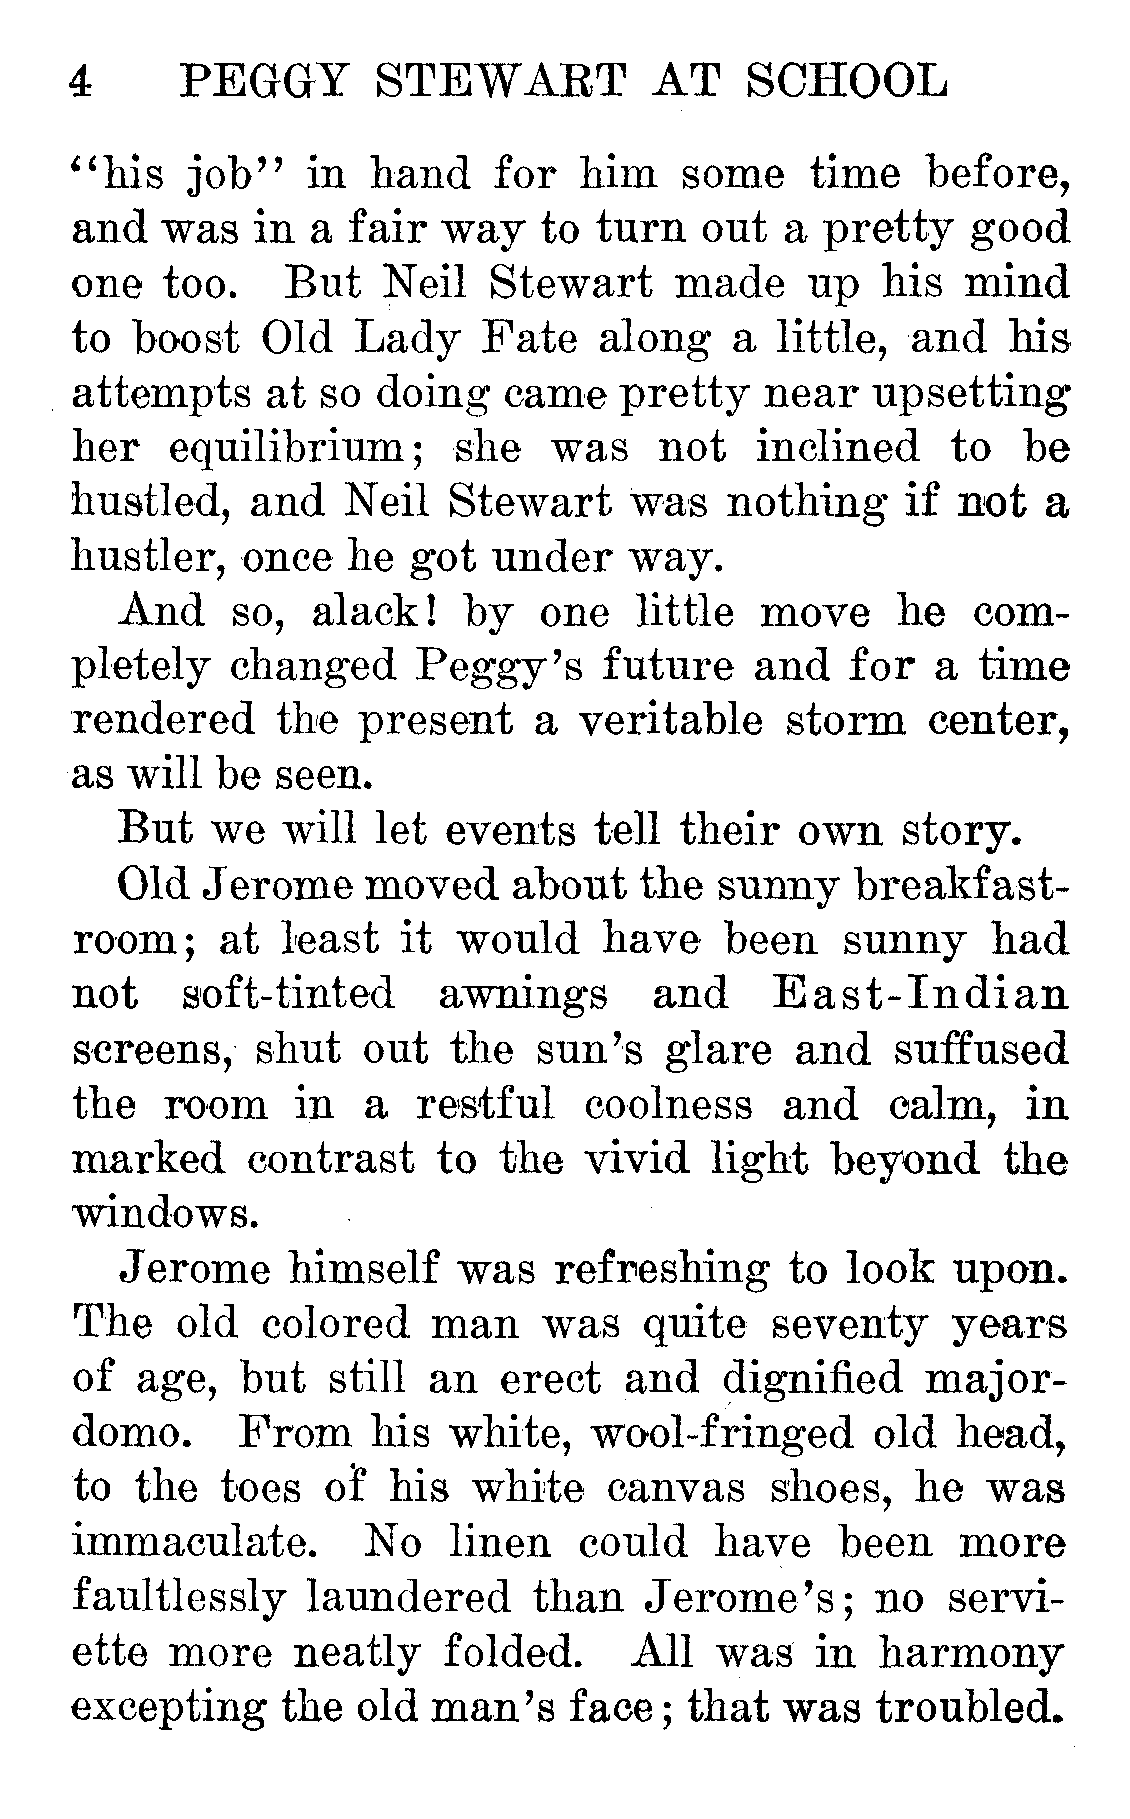 4 PEGGY STEWART AT SCHOOL
“his job” in hand for him some time before,
and was in a fair way to turn out a pretty good
one too. But Neil Stewart made up his mind
to boost Old Lady Fate along a little, and his
attempts at so doing came pretty near upsetting
her equilibrium; she was not inclined to be
hustled, and Neil Stewart was nothing if not a
hustler, once he got under way.
And so, alack! by one little move he com-
pletely changed Peggy’s future and for a time
rendered the present a veritable storm center,
as will be seen.
But we will let events tell their own story.
Old Jerome moved about the sunny breakfast-
room; at least it would have been sunny had
not soft-tinted awnings and East-Indian
screens, shut out the sun’s glare and suffused
the room in a restful coolness and calm, in
marked contrast to the vivid light beyond the
windows.
Jerome himself was refreshing to look upon.
The old colored man was quite seventy years
of age, but still an erect and dignified major-
domo. From his white, wool-fringed old head,
to the toes of his white canvas shoes, he was
immaculate. No linen could have been more
faultlessly laundered than Jerome’s; no servi-
ette more neatly folded. All was in harmony
excepting the old man’s face; that was troubled.